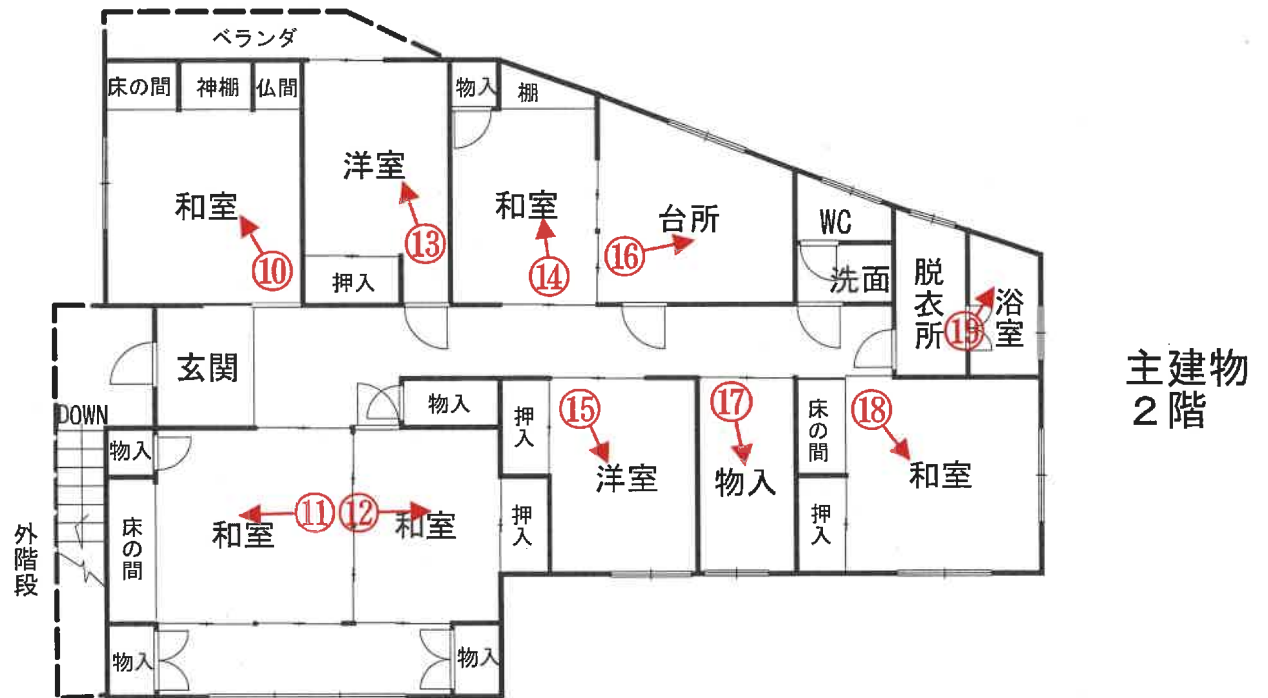 ベランダ
床の間
神棚
仏間
物入
棚
和室
洋室
和室
台所
WC
⑩
⑬
⑭
⑯
押入
洗面
脱衣所
浴室
⑲
玄関
主建物
2階
DOWN
物入
物入
押入
⑮
⑰
床の間
⑱
洋室
物入
和室
床の間
和室
⑪
⑫
和室
押入
押入
外階段
物入
物入